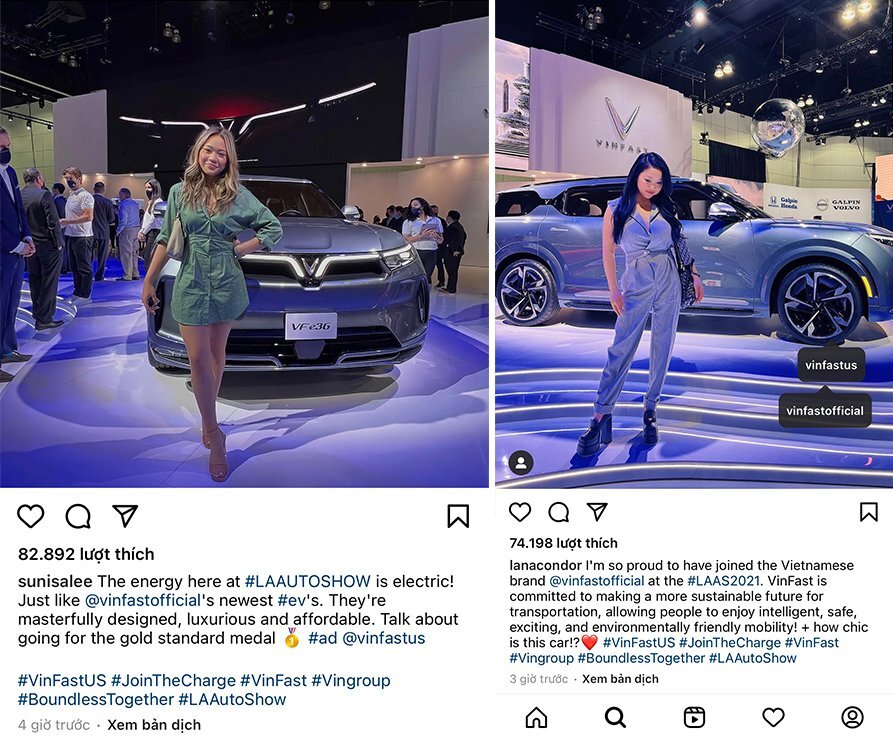 VF e36
82.892 lượt thích
sunisalee The energy here at #LAAUTOSHOW is electric!
Just like @vinfastofficial's newest #ev's. They're
masterfully designed, luxurious and affordable. Talk about
going for the gold standard medal 🥇 #ad @vinfastus
#VinFastUS #JoinTheCharge #VinFast #Vingroup
#BoundlessTogether #LAAutoShow
4 giờ trước · Xem bản dịch
VINFAST
HONDA
Galpin
Honda
GALPIN
VOLVO
vinfastus
vinfastofficial
74.198 lượt thích
lanacondor I'm so proud to have joined the Vietnamese
brand @vinfastofficial at the #LAAS2021. VinFast is
committed to making a more sustainable future for
transportation, allowing people to enjoy intelligent, safe,
exciting, and environmentally friendly mobility! + how chic
is this car!?❤️ #VinFastUS #JoinTheCharge #VinFast
#Vingroup #BoundlessTogether #LAAutoShow
3 giờ trước · Xem bản dịch